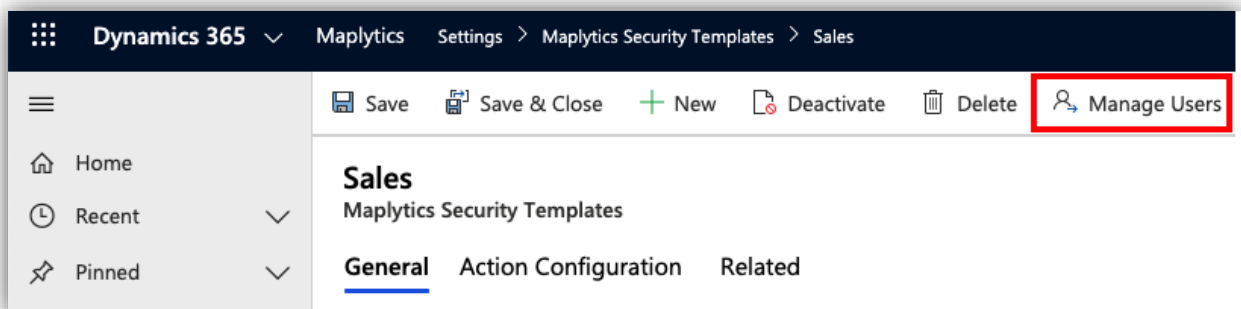 Dynamics 365 Maplytics Settings > Maplytics Security Templates > Sales
Save Save & Close New Deactivate Delete Manage Users
Home
Recent
Pinned
Sales
Maplytics Security Templates
General Action Configuration Related